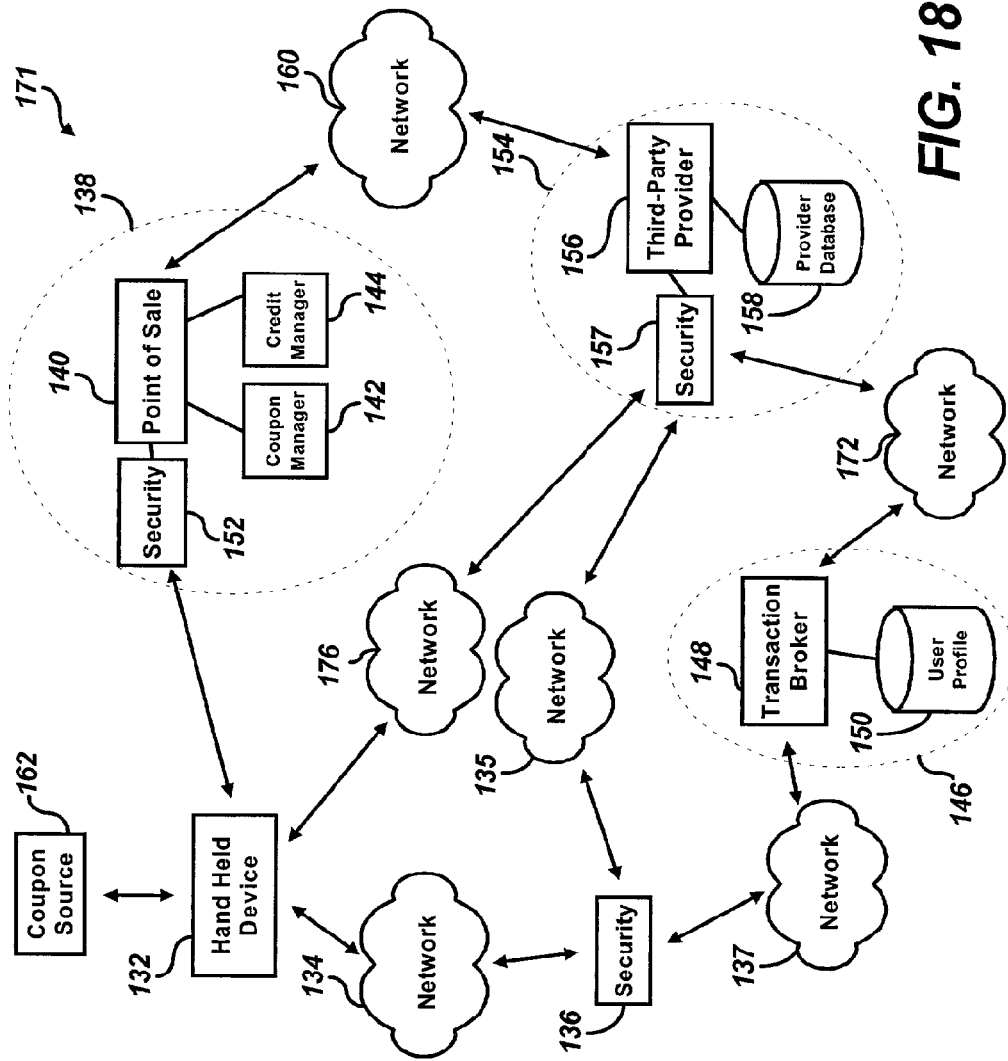 171
162
Coupon
Source
132
Hand Held
Device
138
140
Point of Sale
Security
152
Coupon
Manager
142
Credit
Manager
144
160
Network
176
Network
134
Network
135
Network
154
156
Third-Party
Provider
157
Security
Provider
Database
158
136
Security
137
Network
148
Transaction
Broker
User
Profile
150
146
172
Network
FIG. 18